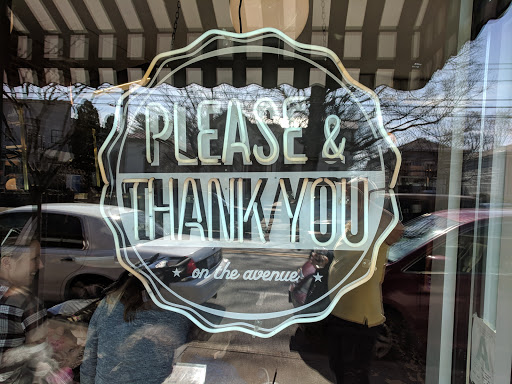 PLEASE &
THANK YOU
on the avenue